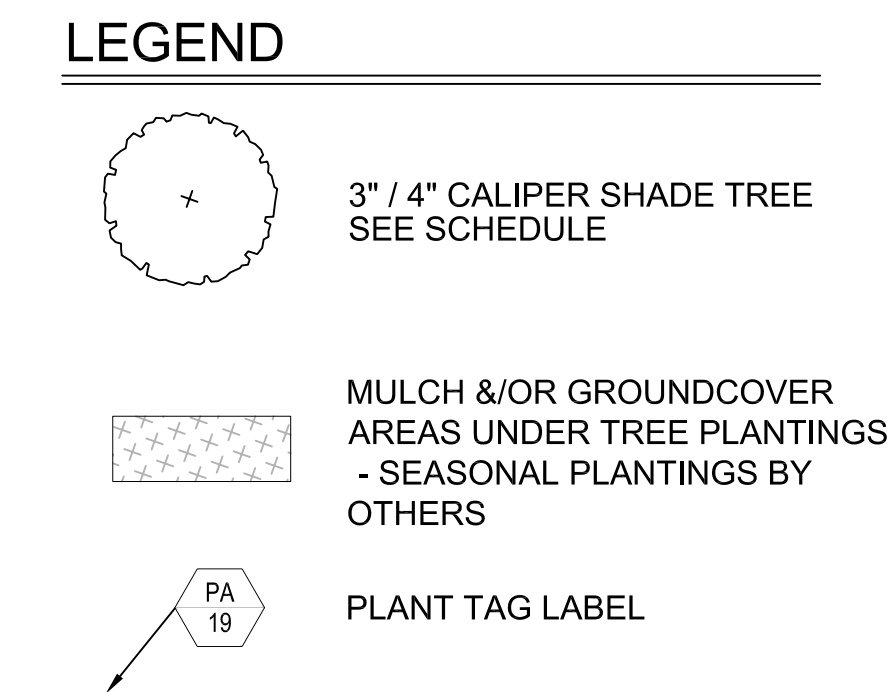 LEGEND
3" / 4" CALIPER SHADE TREE
SEE SCHEDULE
MULCH &/OR GROUNDCOVER
AREAS UNDER TREE PLANTINGS
- SEASONAL PLANTINGS BY
OTHERS
PA
19
PLANT TAG LABEL